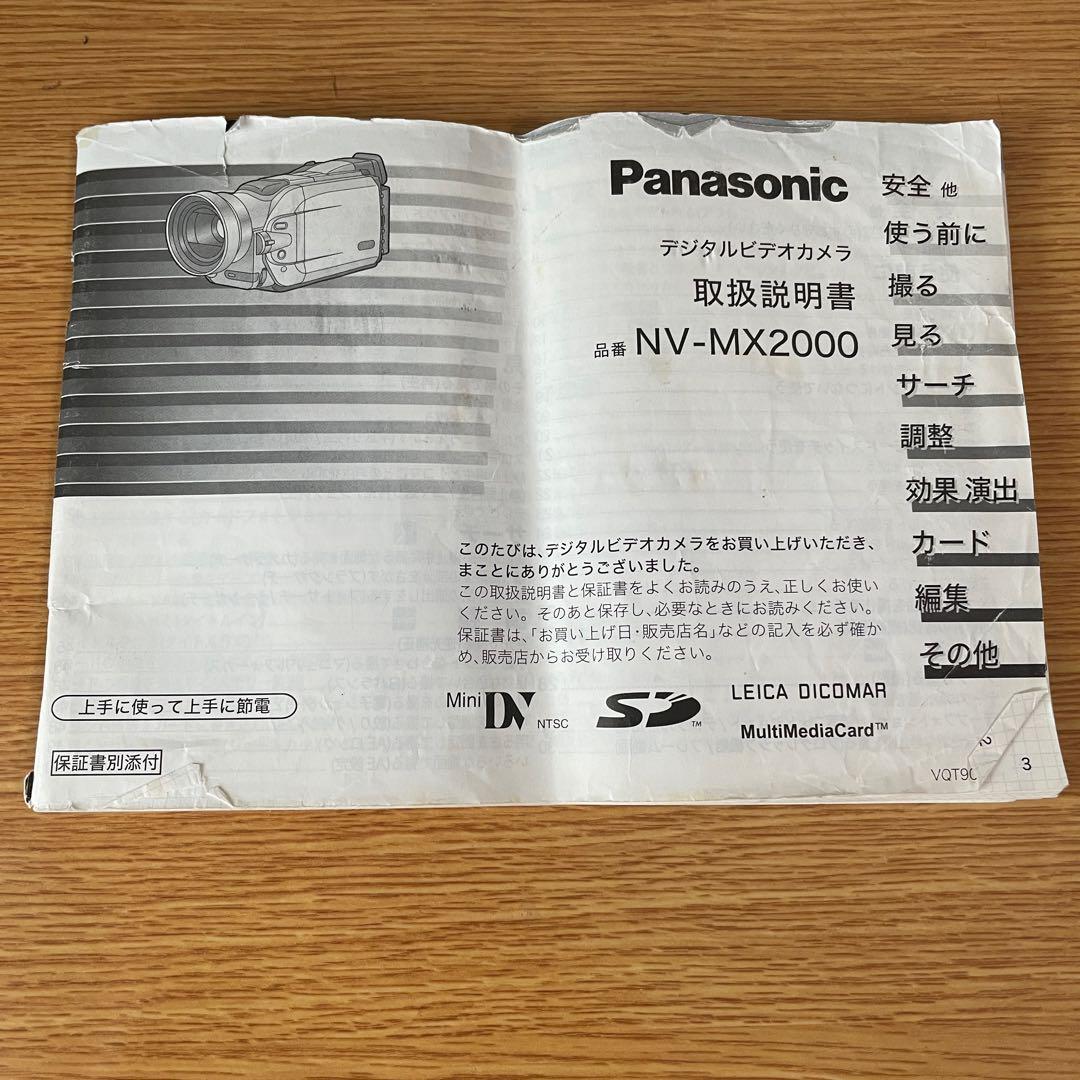 Panasonic
デジタルビデオカメラ
取扱説明書
品番 NV-MX2000
安全 他
使う前に
撮る
見る
サーチ
調整
効果 演出
カード
編集
その他
このたびは、デジタルビデオカメラをお買い上げいただき、
まことにありがとうございました。
この取扱説明書と保証書をよくお読みのうえ、正しくお使い
ください。そのあと保存し、必要なときにお読みください。
保証書は、「お買い上げ日・販売店名」などの記入を必ず確か
め、販売店からお受け取りください。
上手に使って上手に節電
保証書別添付
Mini DV NTSC
SD TM
LEICA DICOMAR
MultiMediaCard™
2
3